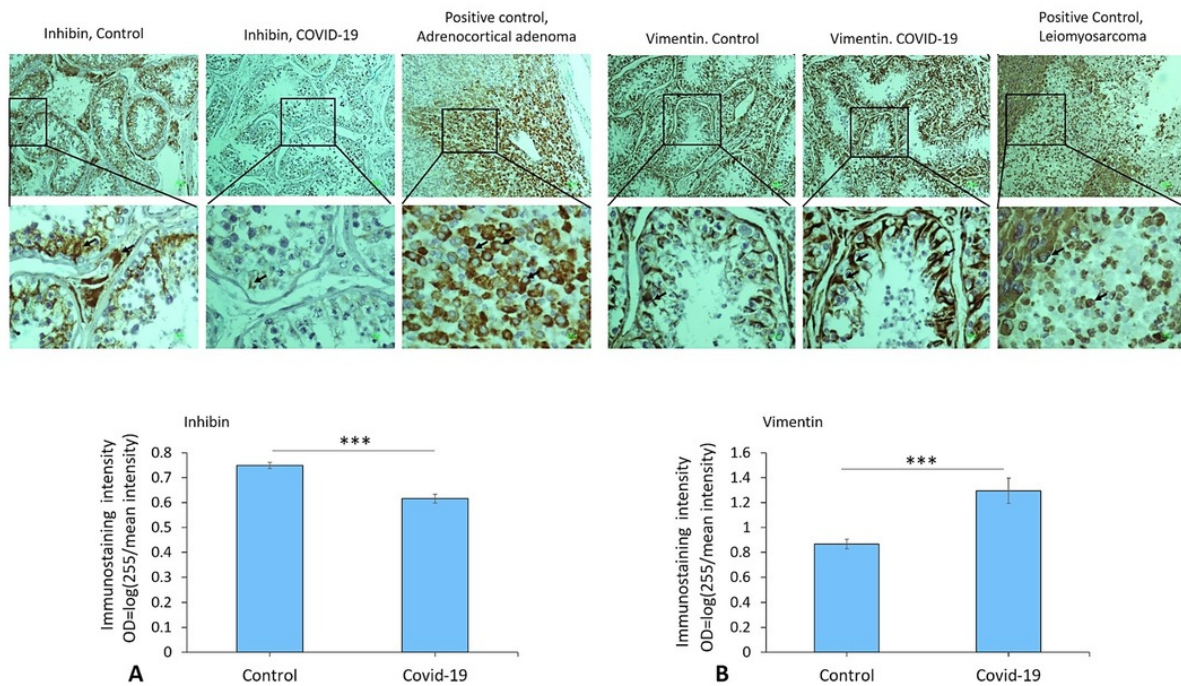 Inhibin, Control
Inhibin, COVID-19
Positive control,
Adrenocortical adenoma
Vimentin. Control
Vimentin. COVID-19
Positive Control,
Leiomyosarcoma
Inhibin
***
Immunostaining intensity
OD=log(255/mean intensity)
0.8
0.7
0.6
0.5
0.4
0.3
0.2
0.1
0
A
Control
Covid-19
Vimentin
***
Immunostaining intensity
OD=log(255/mean intensity)
1.6
1.4
1.2
1
0.8
0.6
0.4
0.2
0
B
Control
Covid-19